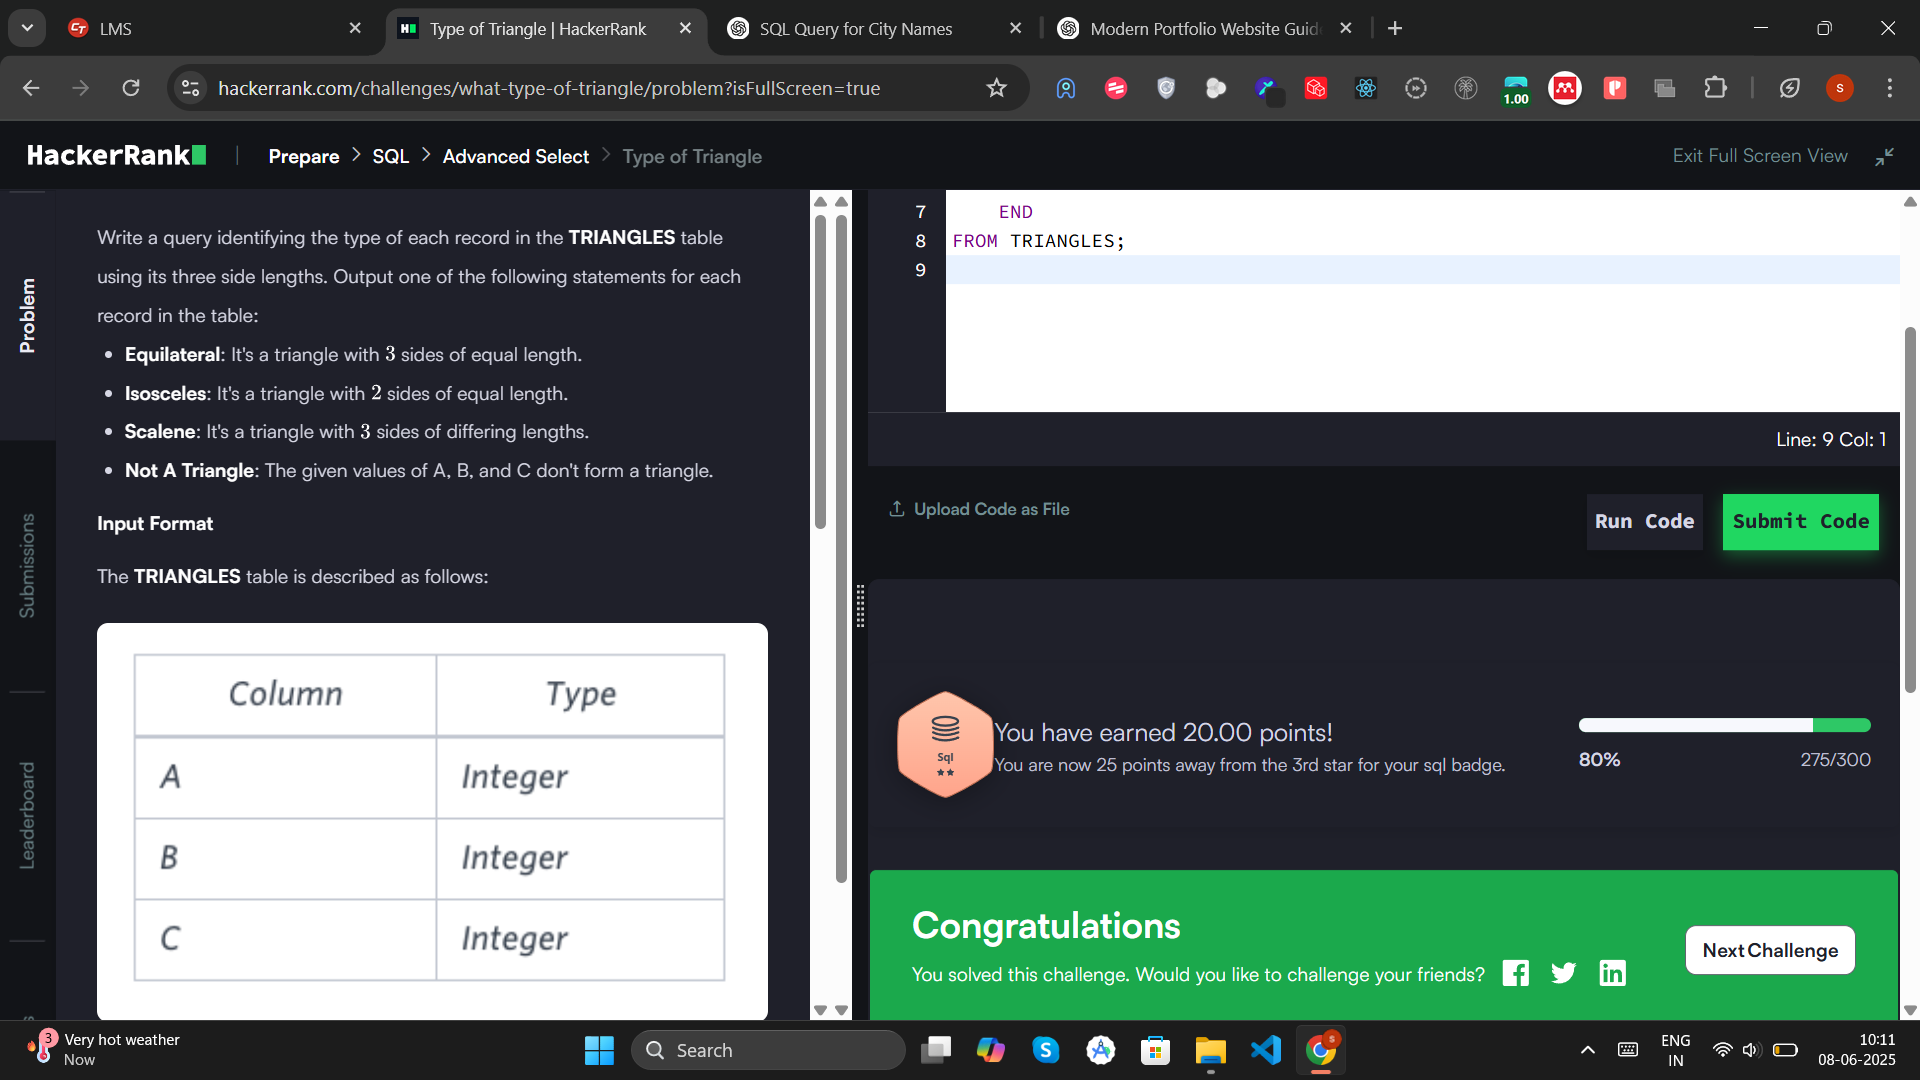 LMS
Type of Triangle | HackerRank
SQL Query for City Names
Modern Portfolio Website Guid
hackerrank.com/challenges/what-type-of-triangle/problem?isFullScreen=true
1.00
S
HackerRank
Prepare > SQL > Advanced Select > Type of Triangle
Exit Full Screen View
Problem
Submissions
Leaderboard
Write a query identifying the type of each record in the TRIANGLES table
using its three side lengths. Output one of the following statements for each
record in the table:
• Equilateral: It's a triangle with 3 sides of equal length.
• Isosceles: It's a triangle with 2 sides of equal length.
• Scalene: It's a triangle with 3 sides of differing lengths.
• Not A Triangle: The given values of A, B, and C don't form a triangle.
Input Format
The TRIANGLES table is described as follows:
Column Type
A Integer
B Integer
C Integer
7 END
8 FROM TRIANGLES;
9
Line: 9 Col: 1
Upload Code as File
Run Code
Submit Code
Sql
You have earned 20.00 points!
You are now 25 points away from the 3rd star for your sql badge.
80% 275/300
Congratulations
You solved this challenge. Would you like to challenge your friends?
Next Challenge
3
Very hot weather
Now
Search
ENG
IN
10:11
08-06-2025